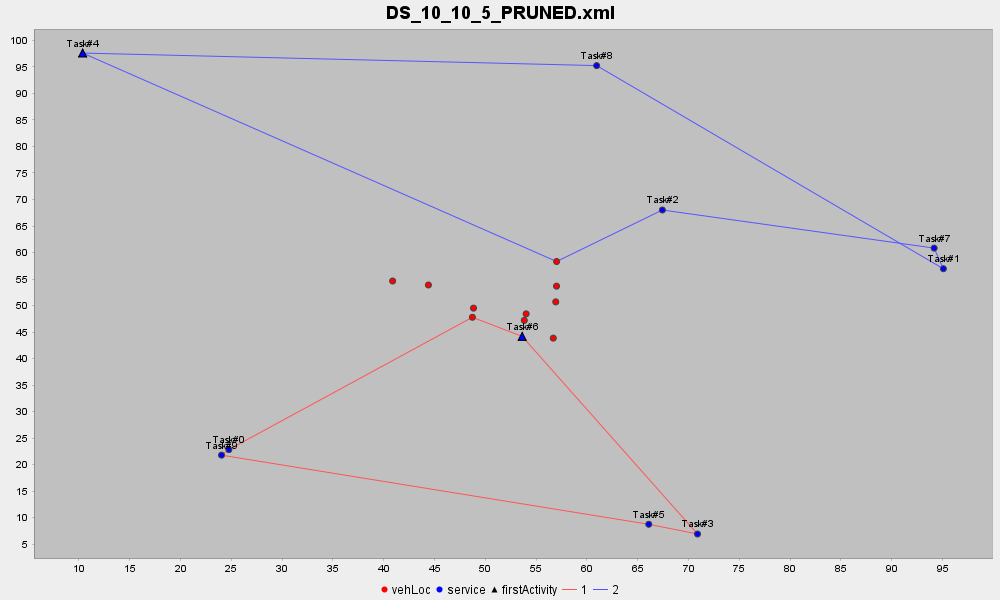 DS_10_10_5_PRUNED.xml
100
95
90
85
80
75
70
65
60
55
50
45
40
35
30
25
20
15
10
5
Task#4
Task#8
Task#2
Task#7
Task#1
Task#6
Task#0
Task#9
Task#5
Task#3
10 15 20 25 30 35 40 45 50 55 60 65 70 75 80 85 90 95
vehLoc service firstActivity 1 2